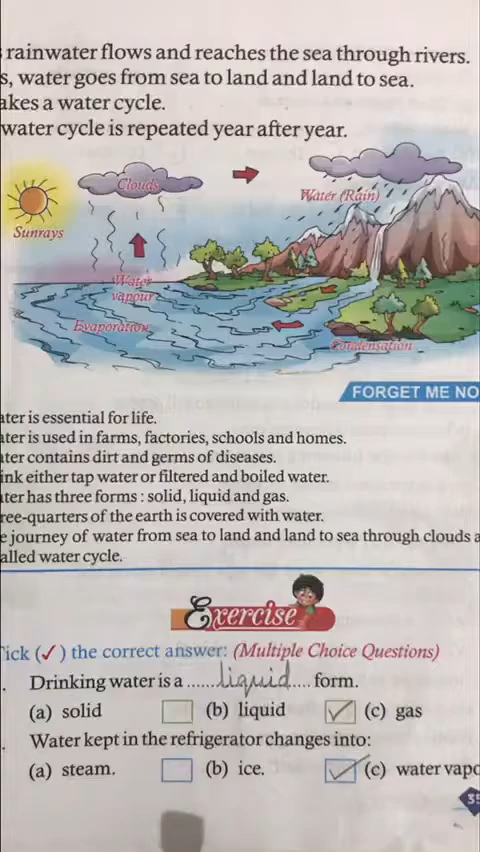 rainwater flows and reaches the sea through rivers.
s, water goes from sea to land and land to sea.
akes a water cycle.
water cycle is repeated year after year.
Clouds
Water (Rain)
Sunrays
Water
vapour
Evaporation
Condensation
FORGET ME NO
ater is essential for life.
ater is used in farms, factories, schools and homes.
ater contains dirt and germs of diseases.
ink either tap water or filtered and boiled water.
ater has three forms : solid, liquid and gas.
ree-quarters of the earth is covered with water.
e journey of water from sea to land and land to sea through clouds a
alled water cycle.
Exercise
Tick (✓) the correct answer: (Multiple Choice Questions)
. Drinking water is a ......liquid.... form.
(a) solid (b) liquid ✓ (c) gas
. Water kept in the refrigerator changes into:
(a) steam. (b) ice. ✓ (c) water vapo
35